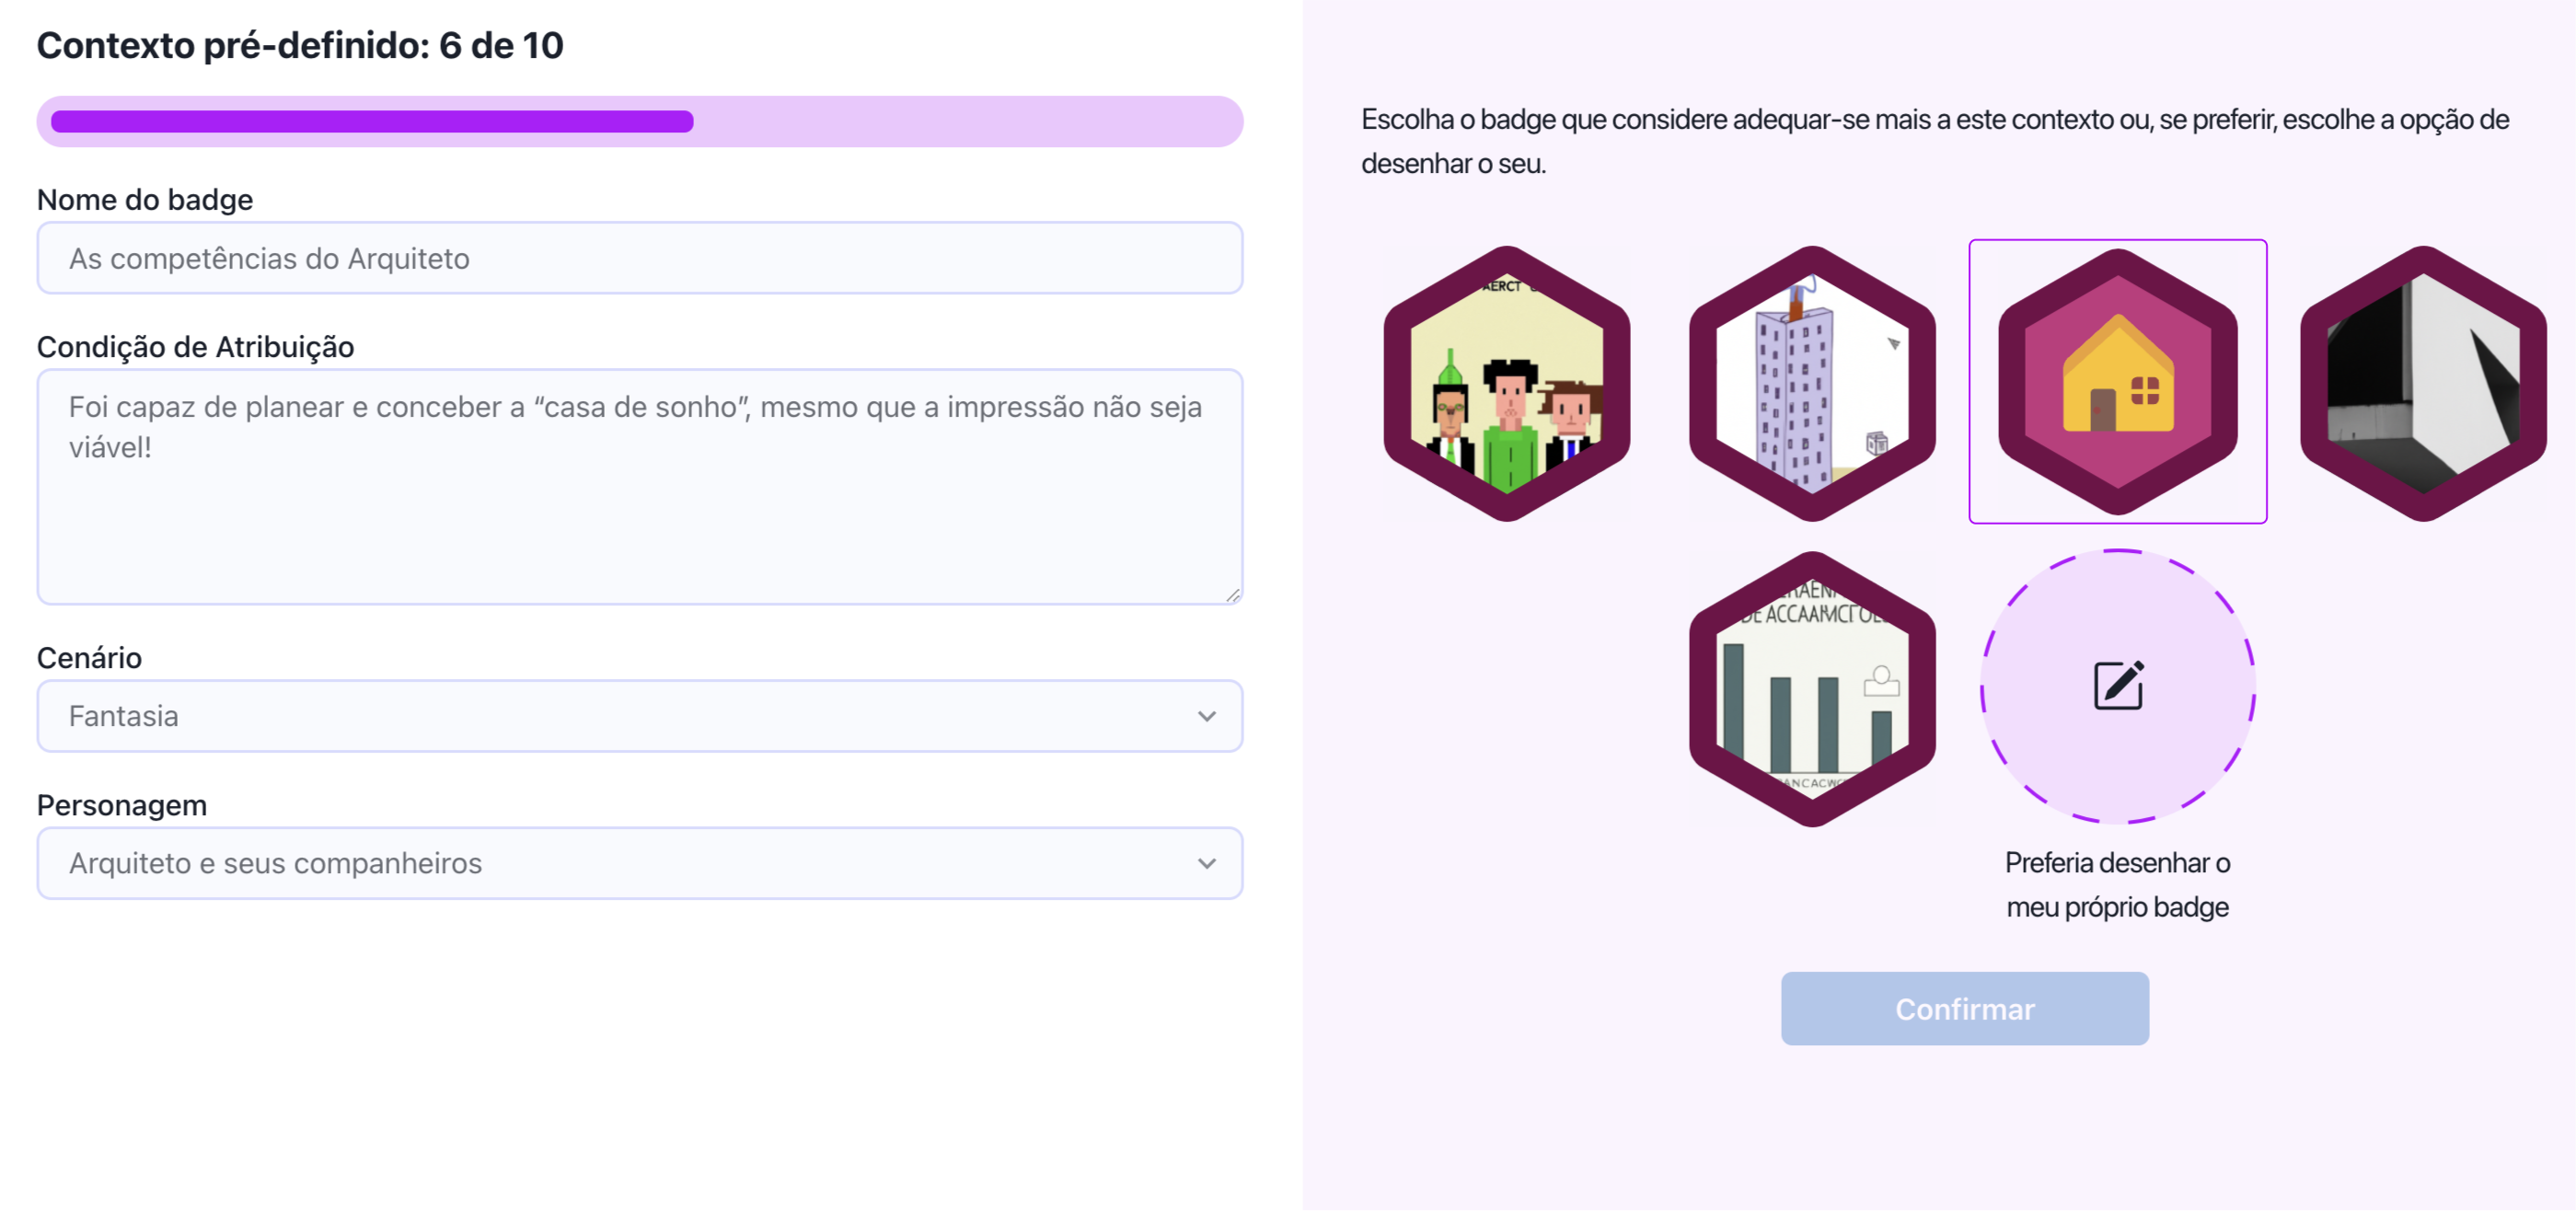 Contexto pré-definido: 6 de 10
Nome do badge
As competências do Arquiteto
Condição de Atribuição
Foi capaz de planear e conceber a “casa de sonho”, mesmo que a impressão não seja
viável!
Cenário
Fantasia
Personagem
Arquiteto e seus companheiros
Escolha o badge que considere adequar-se mais a este contexto ou, se preferir, escolhe a opção de
desenhar o seu.
AERCT
DE ACCAAMCT
Preferia desenhar o
meu próprio badge
Confirmar